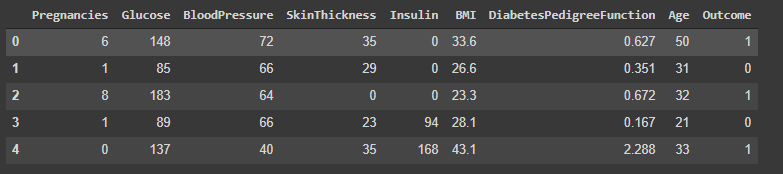 Pregnancies Glucose BloodPressure SkinThickness Insulin BMI DiabetesPedigreeFunction Age Outcome
0 6 148 72 35 0 33.6 0.627 50 1
1 1 85 66 29 0 26.6 0.351 31 0
2 8 183 64 0 0 23.3 0.672 32 1
3 1 89 66 23 94 28.1 0.167 21 0
4 0 137 40 35 168 43.1 2.288 33 1